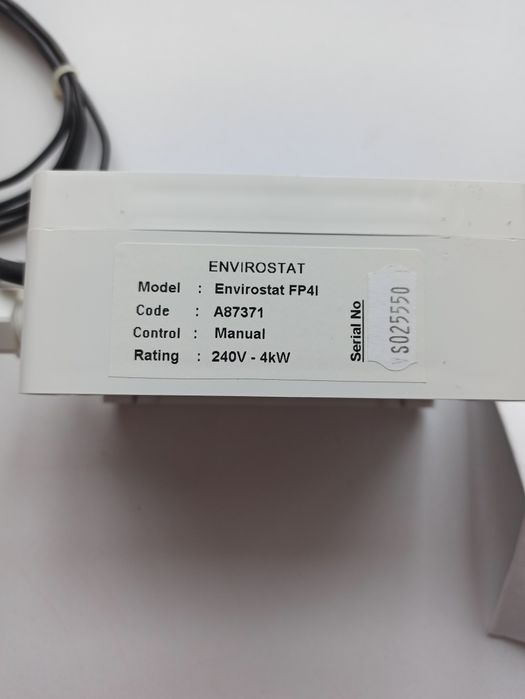 ENVIROSTAT
Model : Envirostat FP4I
Code : A87371
Control : Manual
Rating : 240V - 4kW
Serial No
S025550